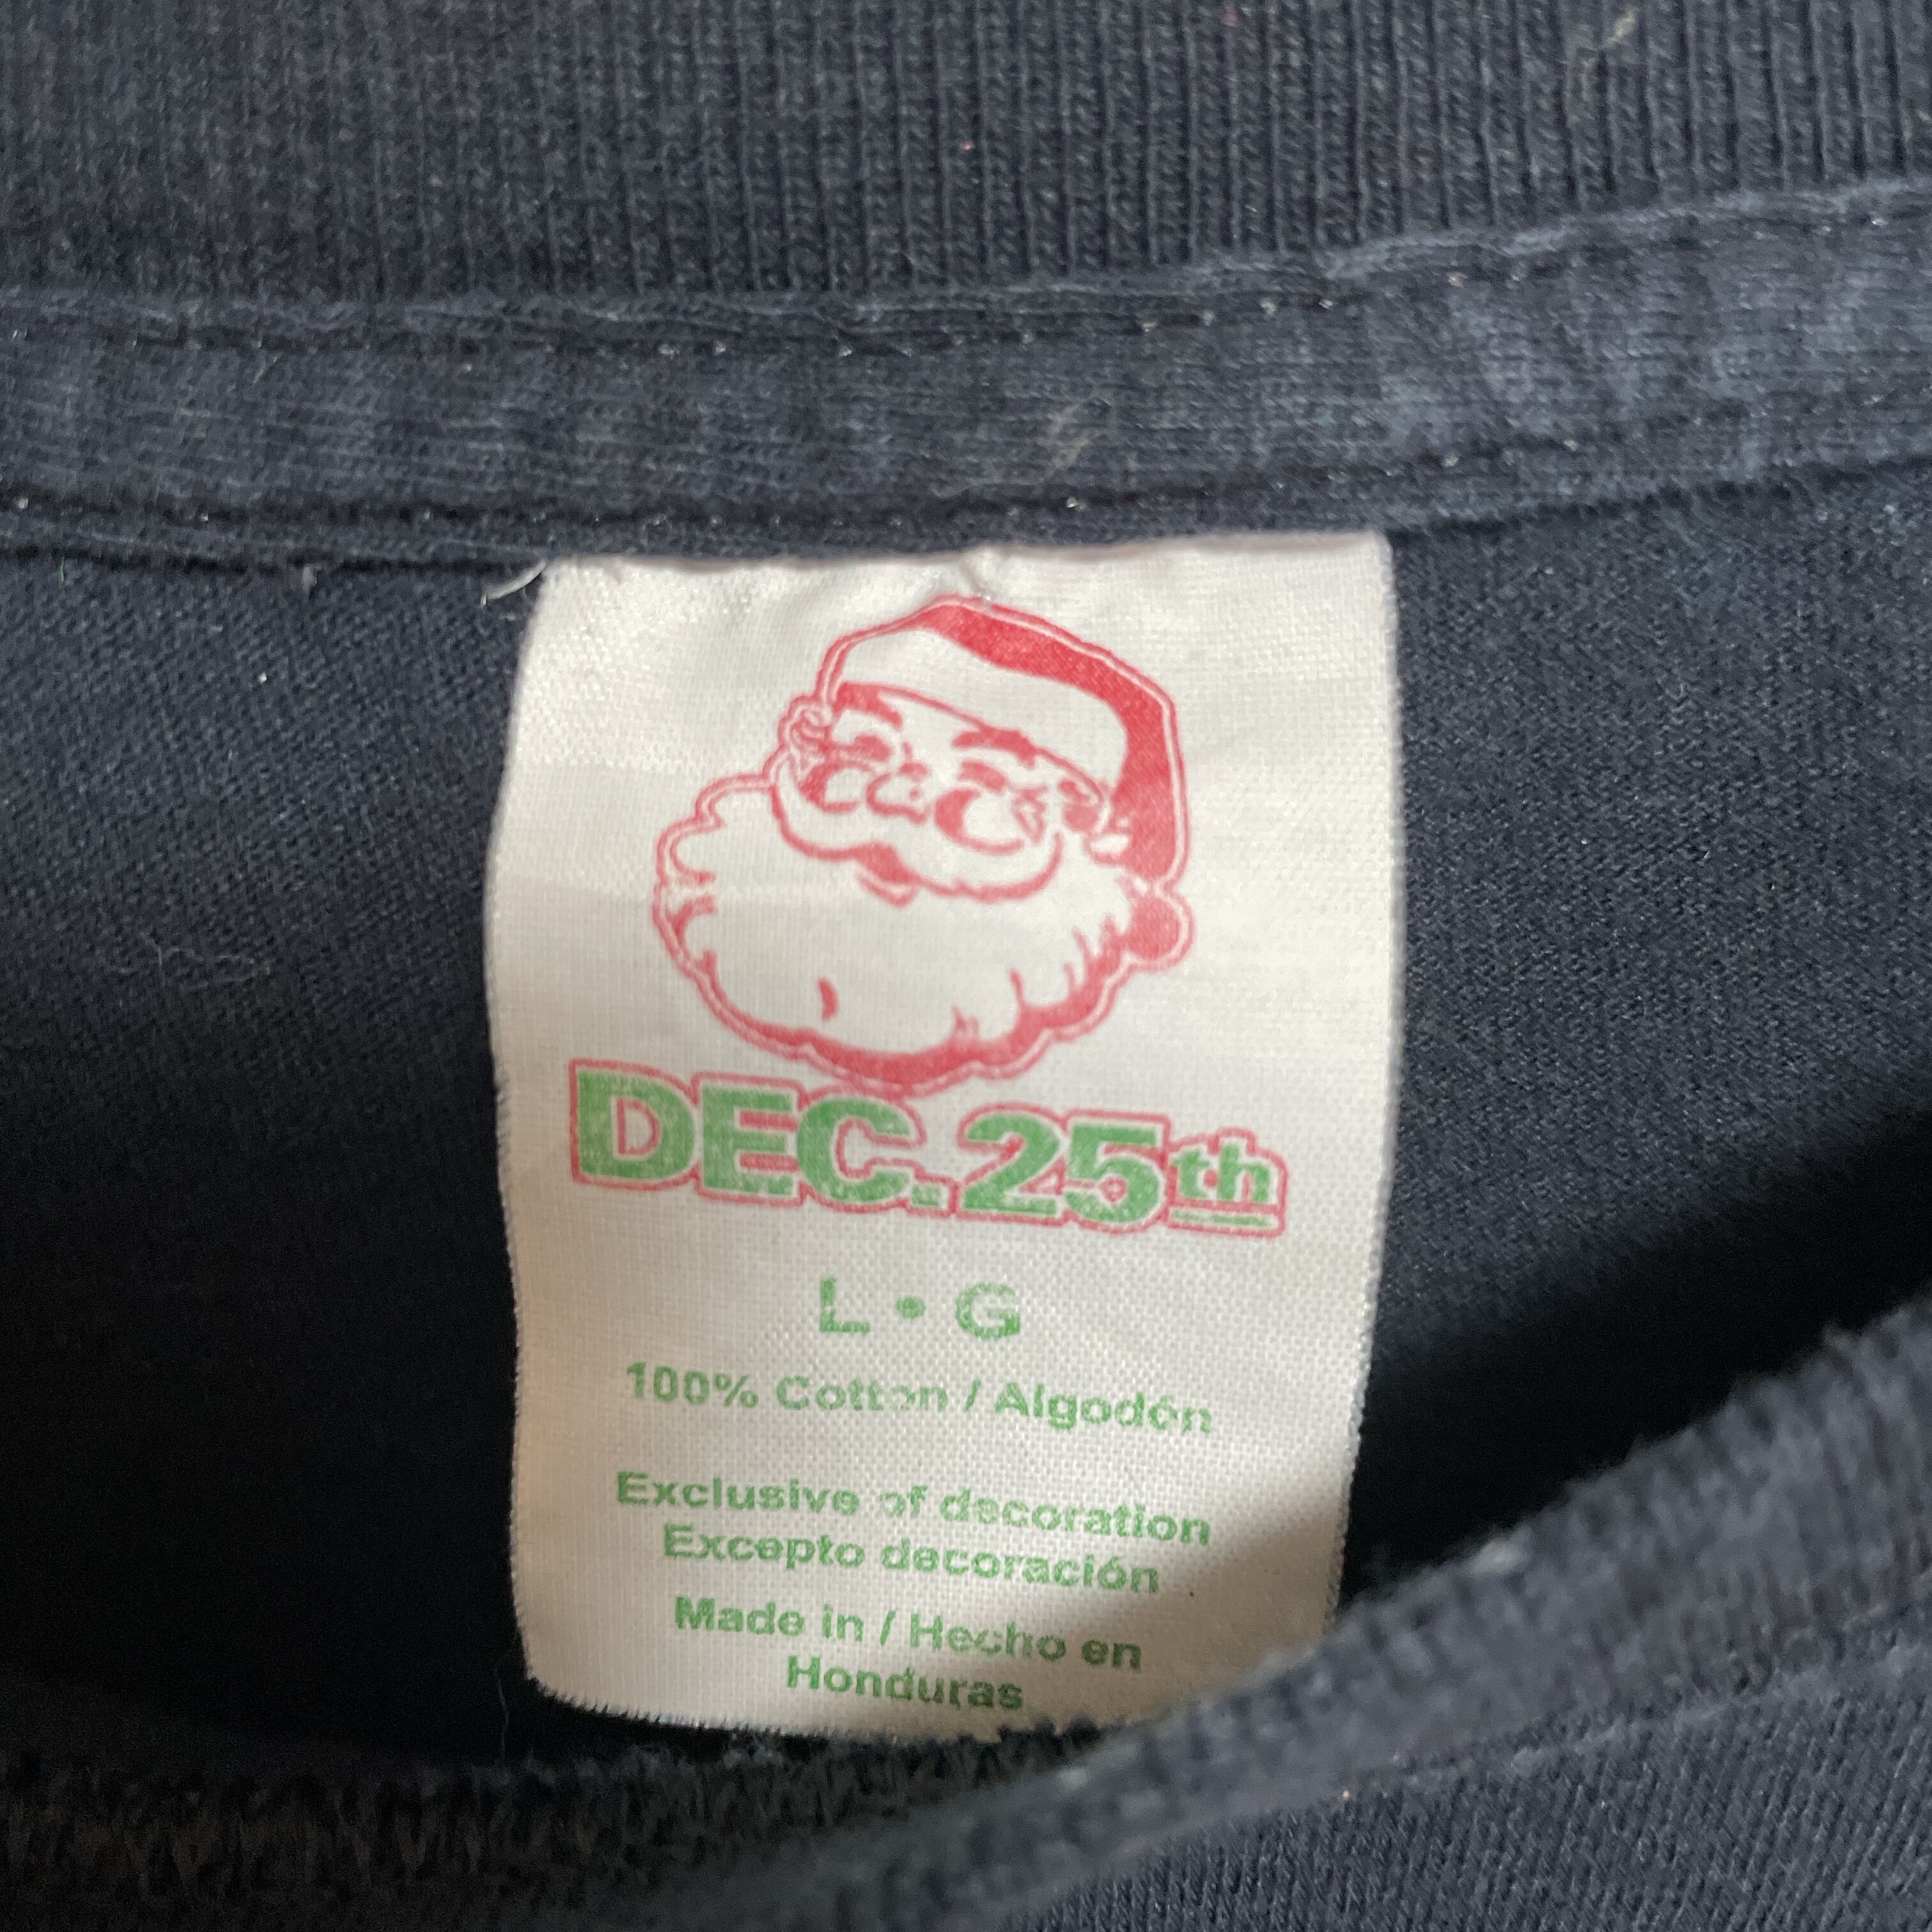 DEC. 25th
L • G
100% Cotton / Algodón
Exclusive of decoration
Excepto decoración
Made in / Hecho en
Honduras